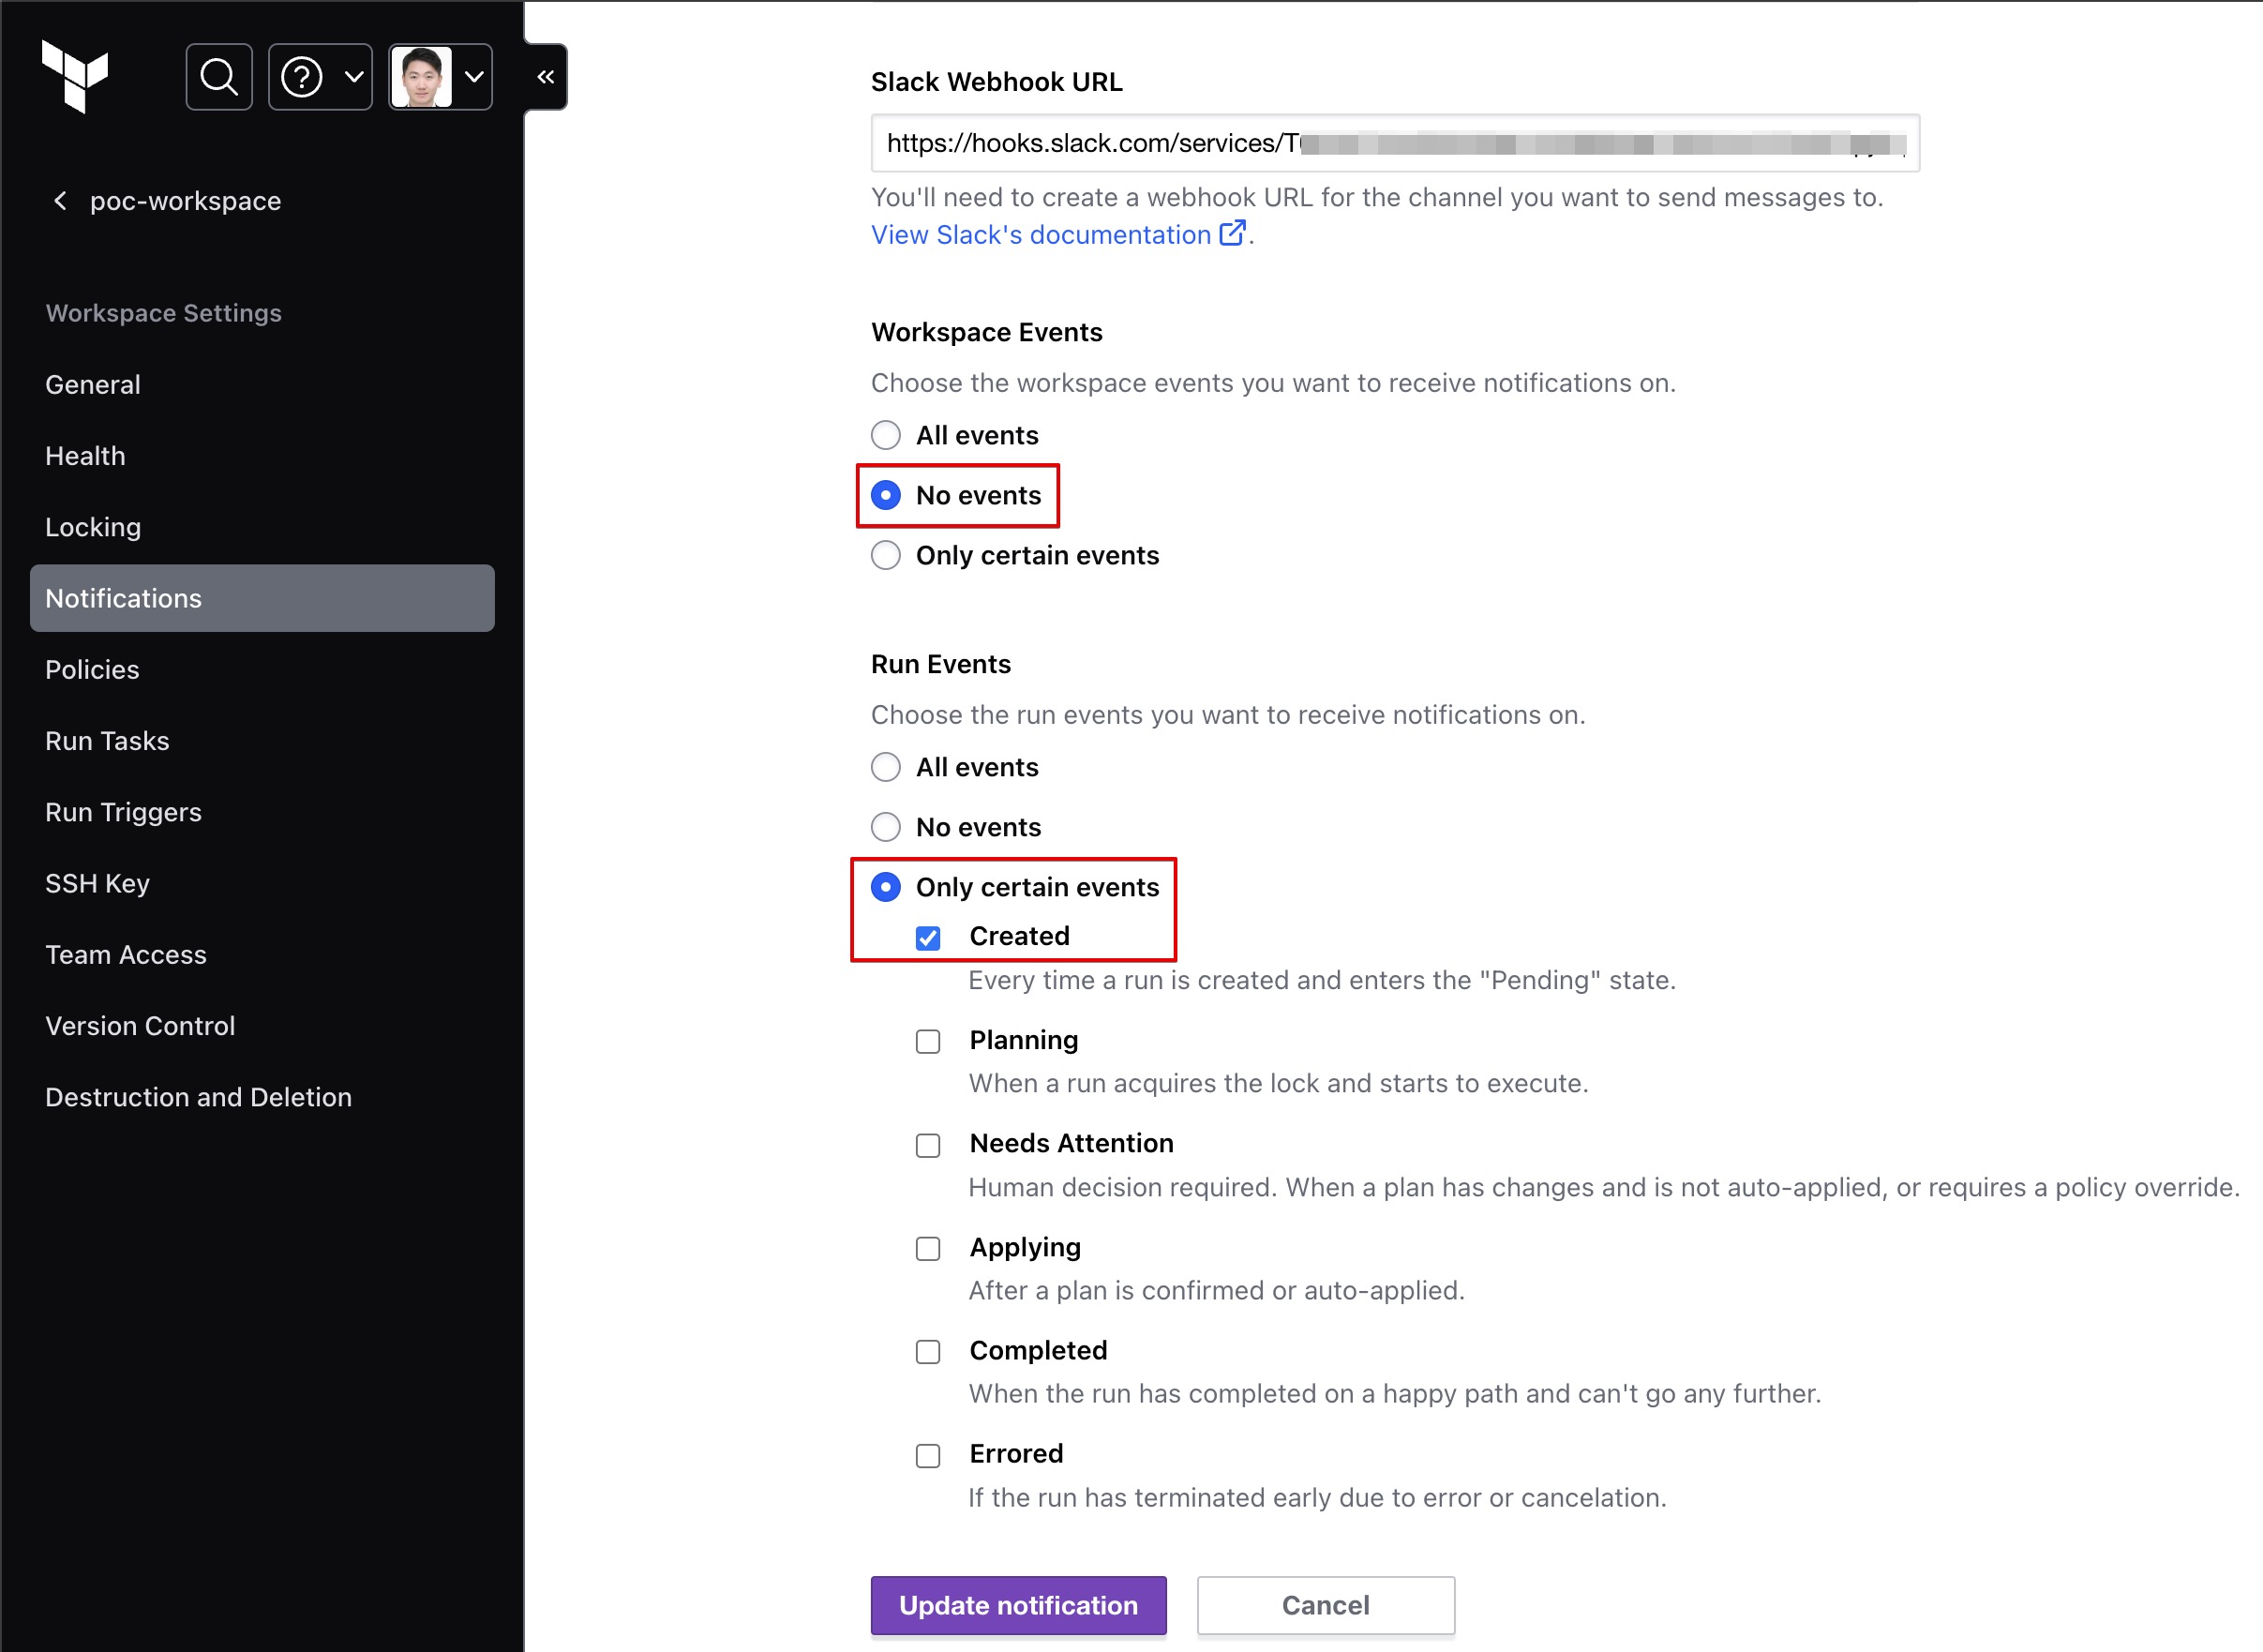 poc-workspace
Workspace Settings
General
Health
Locking
Notifications
Policies
Run Tasks
Run Triggers
SSH Key
Team Access
Version Control
Destruction and Deletion
Slack Webhook URL
https://hooks.slack.com/services/T
You'll need to create a webhook URL for the channel you want to send messages to.
View Slack's documentation.
Workspace Events
Choose the workspace events you want to receive notifications on.
All events
No events
Only certain events
Run Events
Choose the run events you want to receive notifications on.
All events
No events
Only certain events
Created
Every time a run is created and enters the "Pending" state.
Planning
When a run acquires the lock and starts to execute.
Needs Attention
Human decision required. When a plan has changes and is not auto-applied, or requires a policy override.
Applying
After a plan is confirmed or auto-applied.
Completed
When the run has completed on a happy path and can't go any further.
Errored
If the run has terminated early due to error or cancelation.
Update notification
Cancel